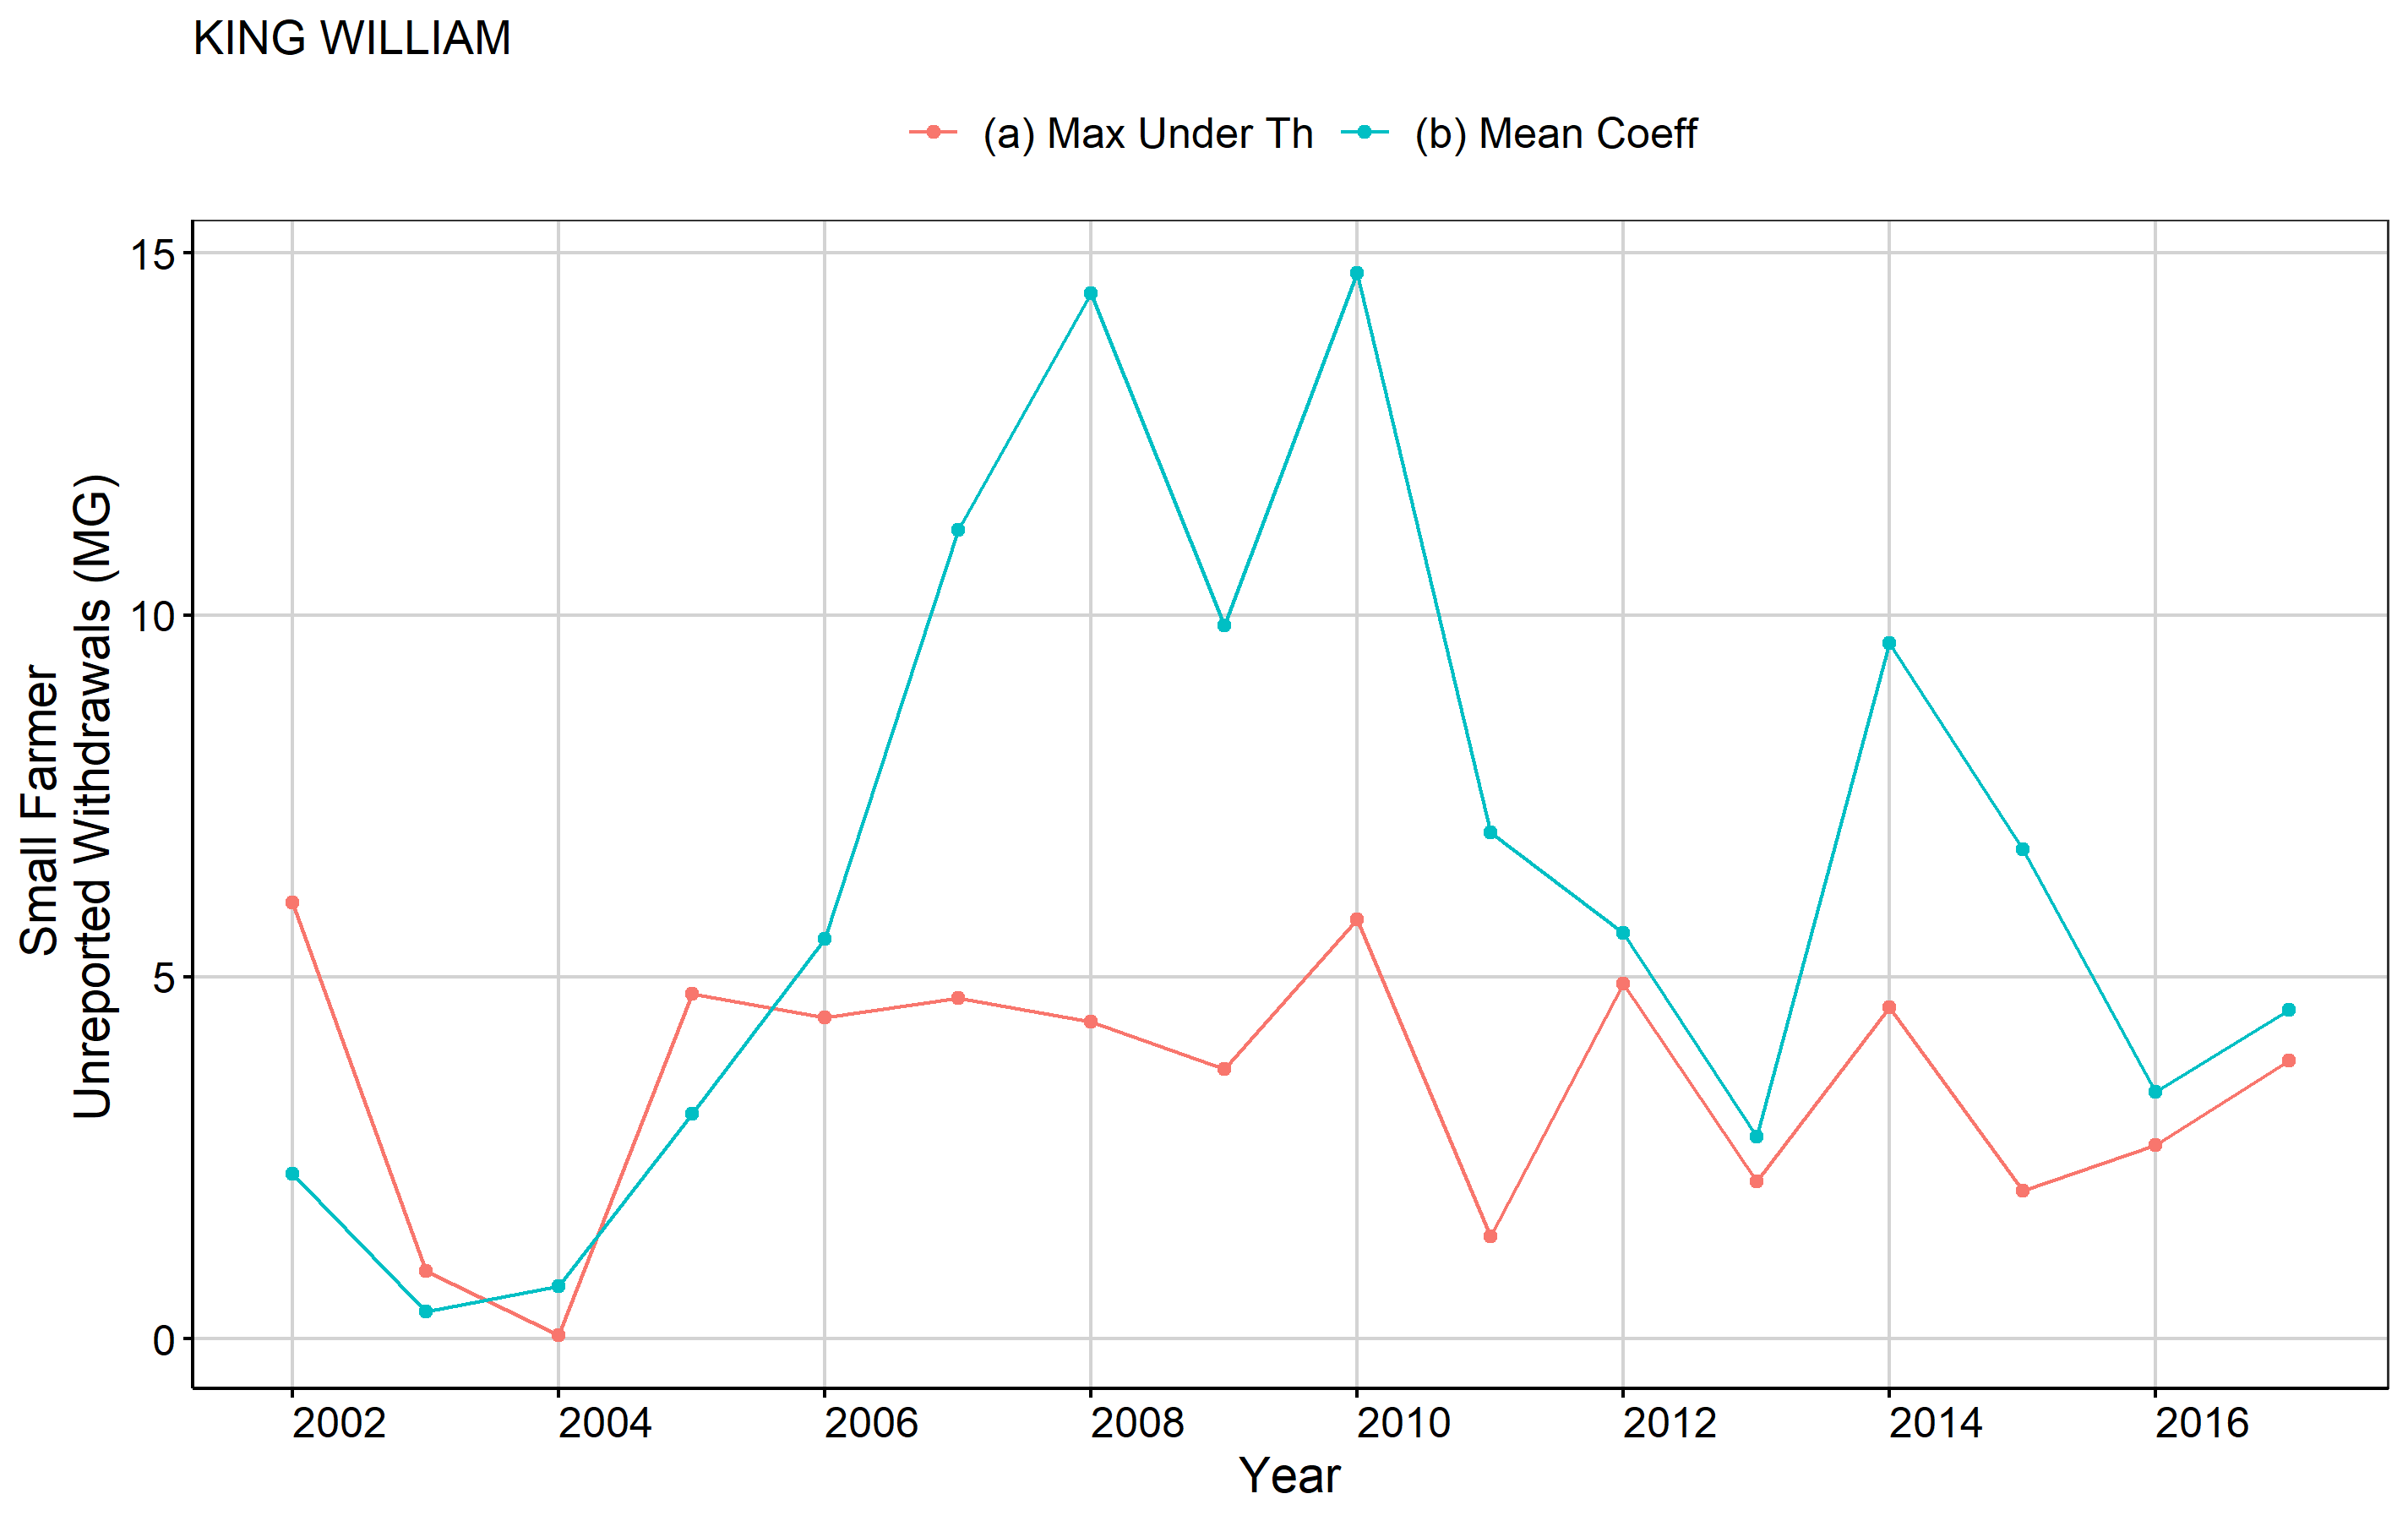 KING WILLIAM
(a) Max Under Th (b) Mean Coeff
15
10
5
0
Small Farmer
Unreported Withdrawals (MG)
2002 2004 2006 2008 2010 2012 2014 2016
Year